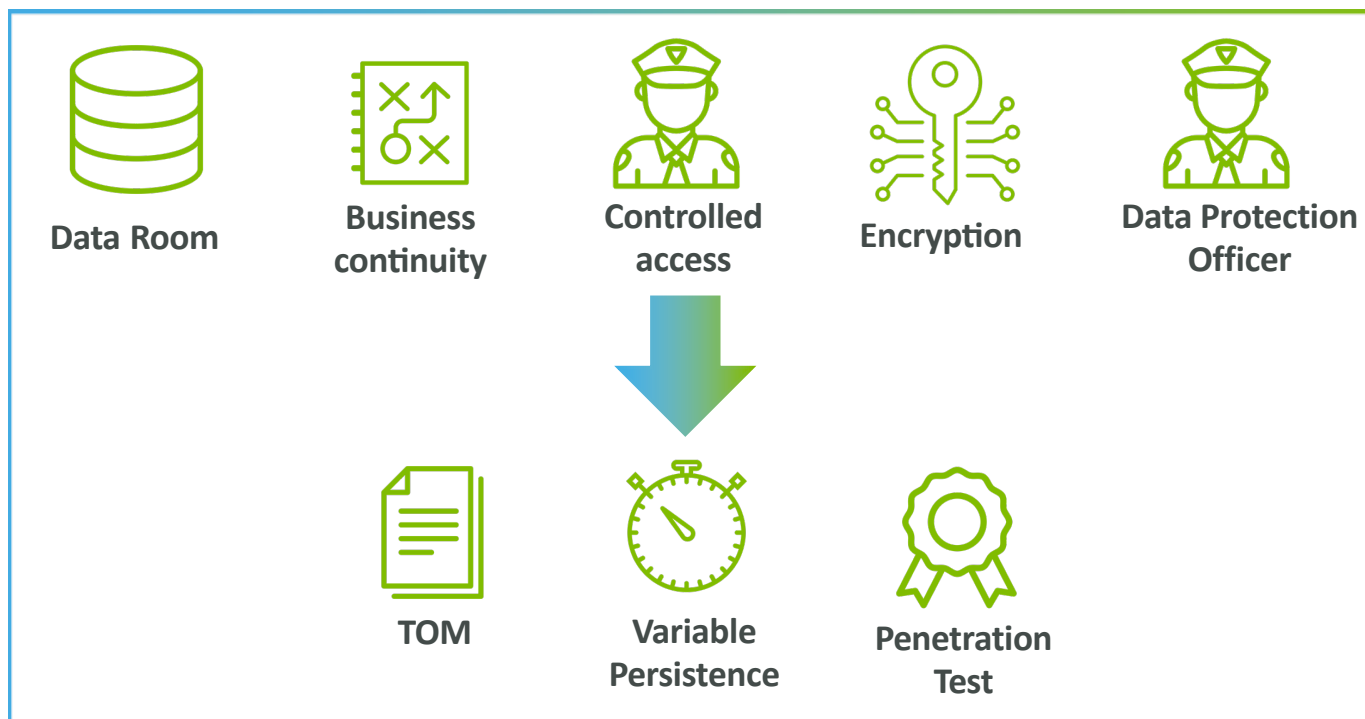 Data Room
Business
continuity
Controlled
access
Encryption
Data Protection
Officer
TOM
Variable
Persistence
Penetration
Test